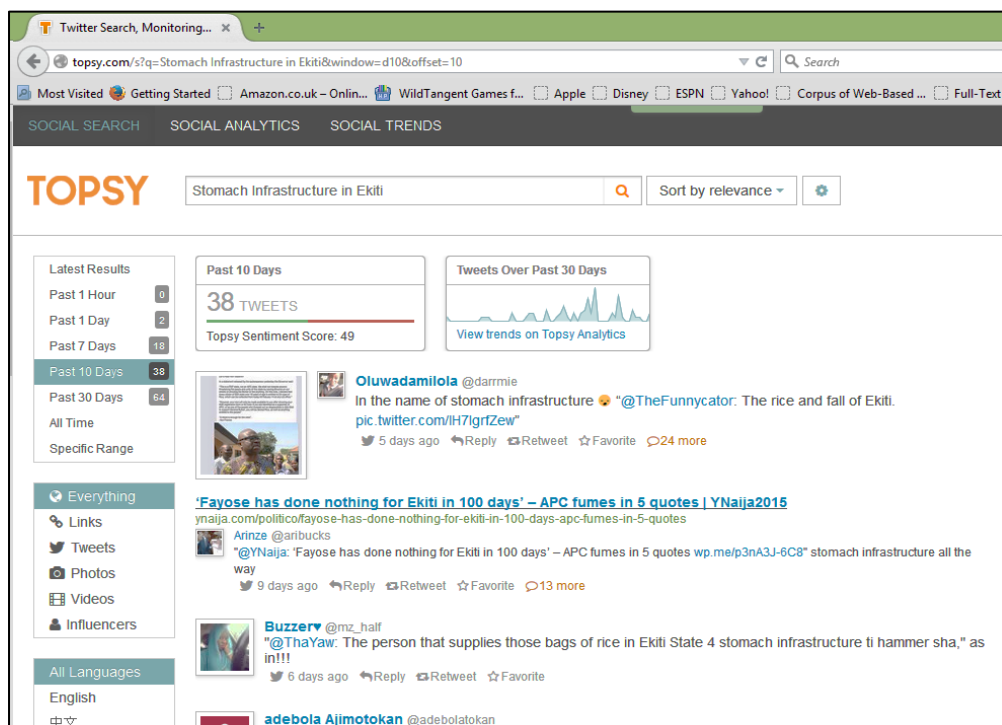 Twitter Search, Monitoring...
topsy.com/s?q=Stomach Infrastructure in Ekiti&window=d10&offset=10
Search
Most Visited Getting Started Amazon.co.uk – Onlin... WildTangent Games f... Apple Disney ESPN Yahoo! Corpus of Web-Based ... Full-Text
SOCIAL SEARCH SOCIAL ANALYTICS SOCIAL TRENDS
TOPSY
Stomach Infrastructure in Ekiti
Sort by relevance
Latest Results
Past 1 Hour 0
Past 1 Day 2
Past 7 Days 18
Past 10 Days 38
Past 30 Days 64
All Time
Specific Range
Everything
Links
Tweets
Photos
Videos
Influencers
All Languages
English
中文
Past 10 Days
38 TWEETS
Topsy Sentiment Score: 49
Tweets Over Past 30 Days
View trends on Topsy Analytics
Oluwadamilola @darrmie
In the name of stomach infrastructure "@TheFunnycator: The rice and fall of Ekiti.
pic.twitter.com/lH7IgrfZew"
5 days ago Reply Retweet Favorite 24 more
'Fayose has done nothing for Ekiti in 100 days' – APC fumes in 5 quotes | YNaija2015
ynaija.com/politico/fayose-has-done-nothing-for-ekiti-in-100-days-apc-fumes-in-5-quotes
Arinze @aribucks
"@YNaija: 'Fayose has done nothing for Ekiti in 100 days' – APC fumes in 5 quotes wp.me/p3nA3J-6C8" stomach infrastructure all the
way
9 days ago Reply Retweet Favorite 13 more
Buzzer♥ @mz_half
"@ThaYaw: The person that supplies those bags of rice in Ekiti State 4 stomach infrastructure ti hammer sha," as
in!!!
6 days ago Reply Retweet Favorite
adebola Ajimotokan @adebolatokan